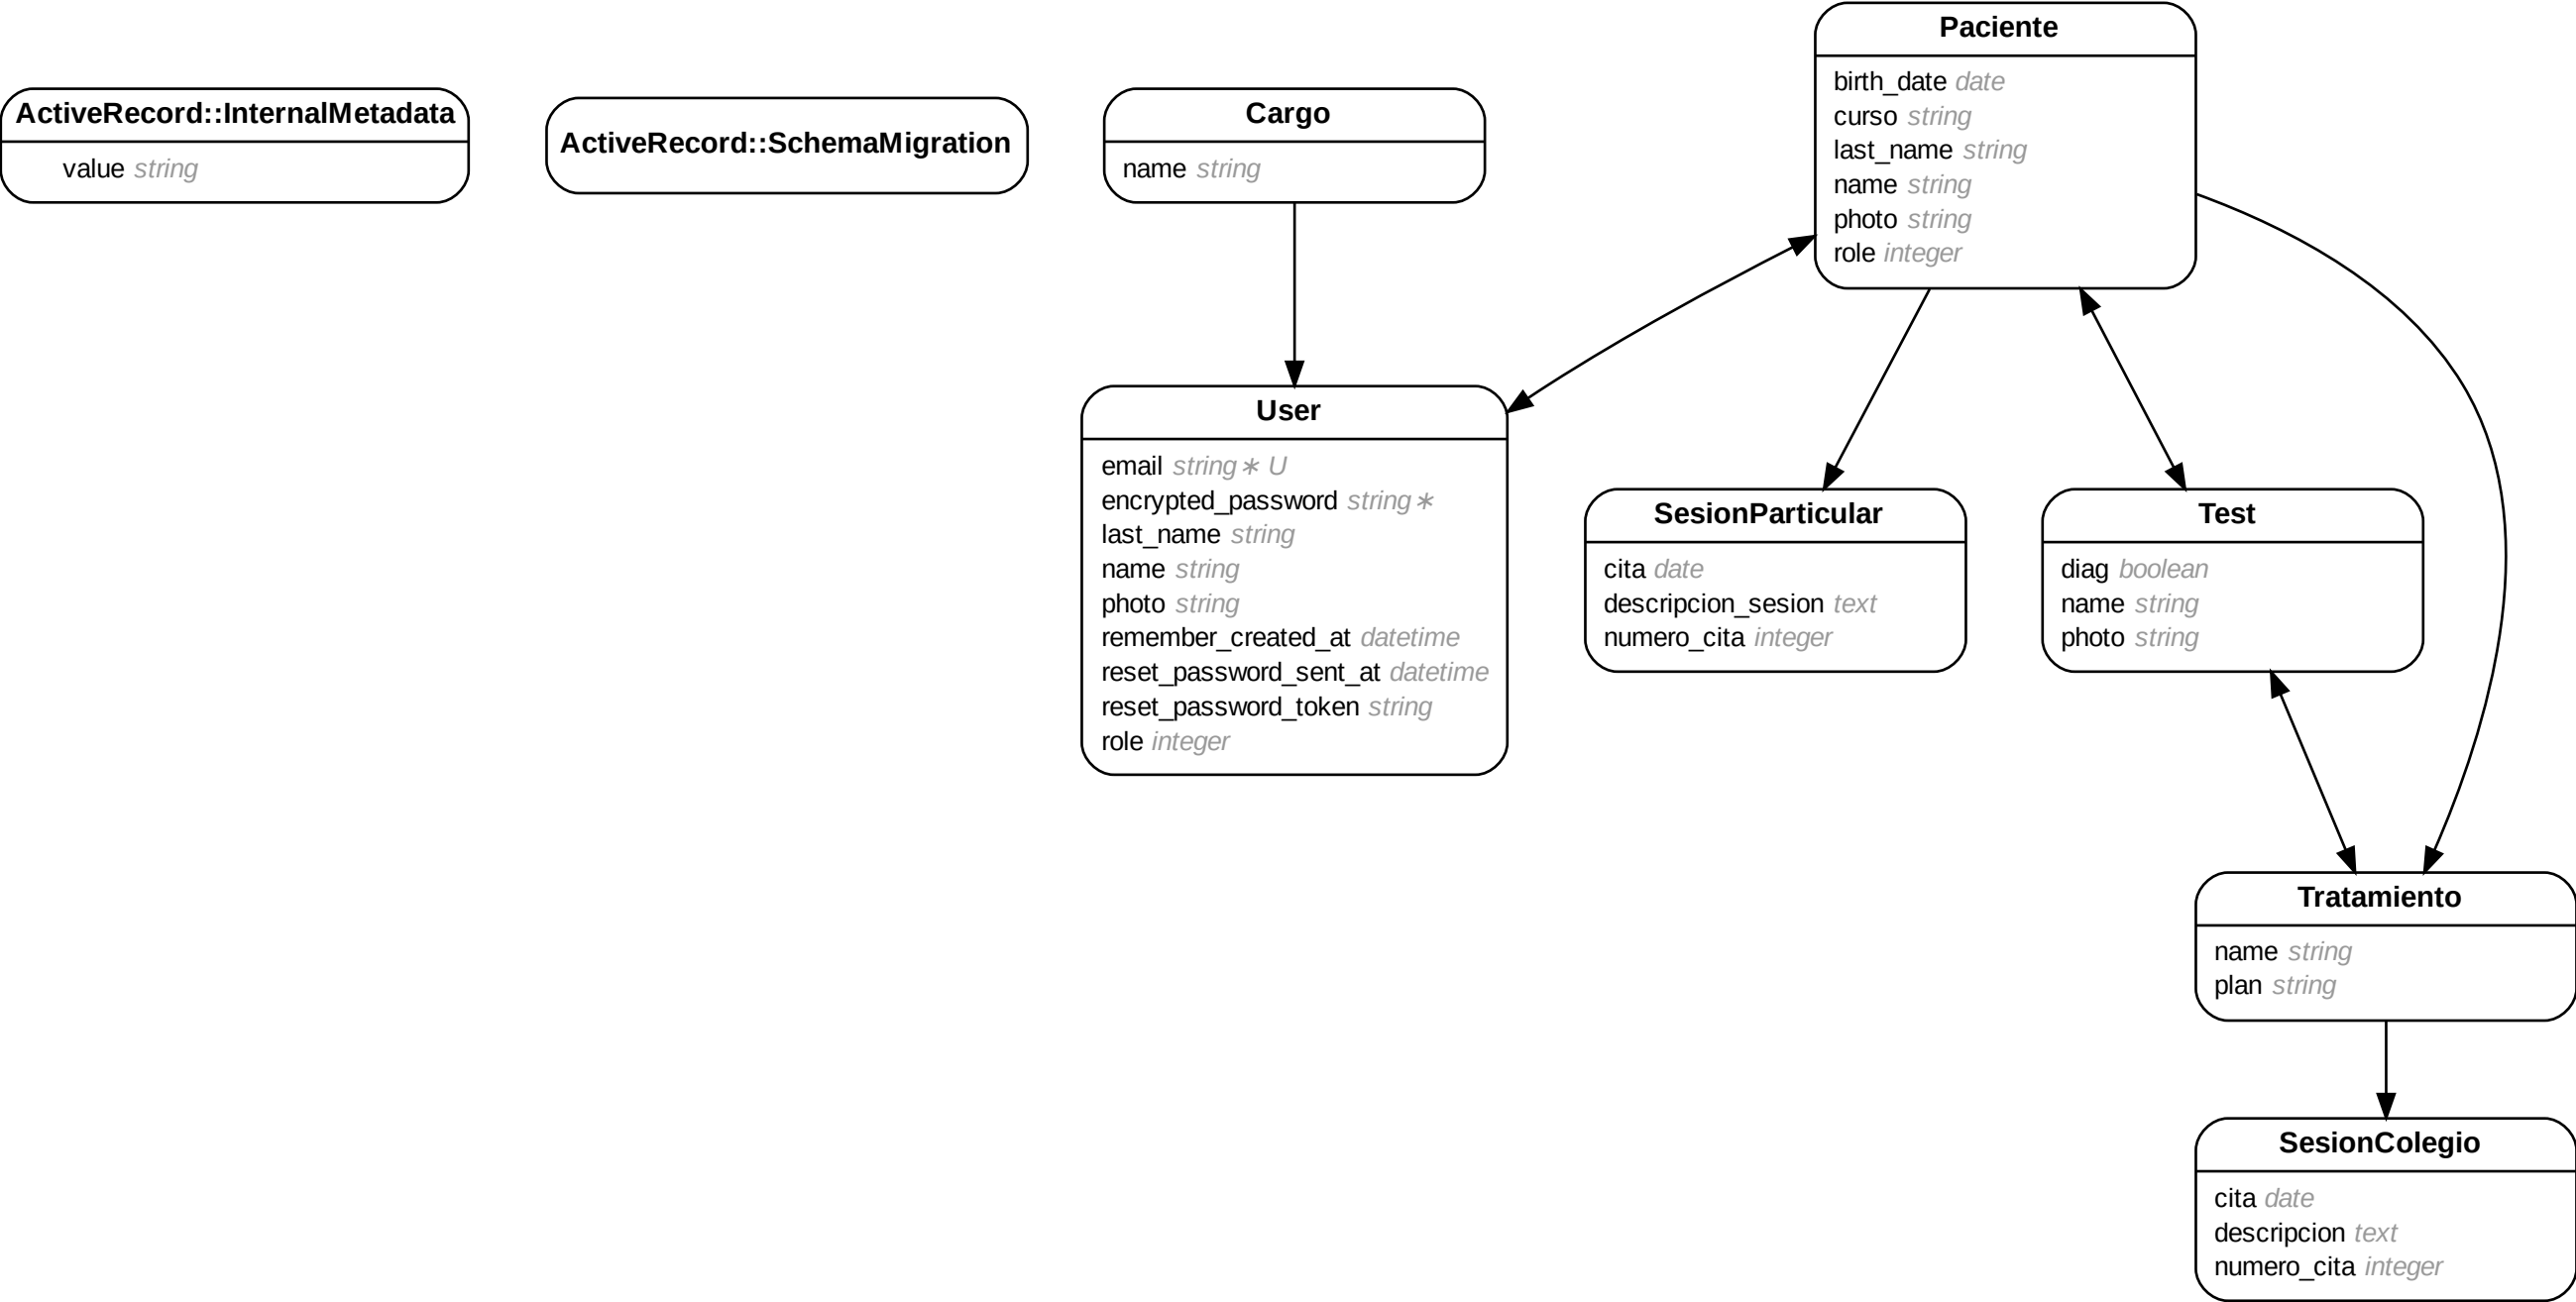 ActiveRecord::InternalMetadata
value string
ActiveRecord::SchemaMigration
Cargo
name string
Paciente
birth_date date
curso string
last_name string
name string
photo string
role integer
User
email string∗ U
encrypted_password string∗
last_name string
name string
photo string
remember_created_at datetime
reset_password_sent_at datetime
reset_password_token string
role integer
SesionParticular
cita date
descripcion_sesion text
numero_cita integer
Test
diag boolean
name string
photo string
Tratamiento
name string
plan string
SesionColegio
cita date
descripcion text
numero_cita integer